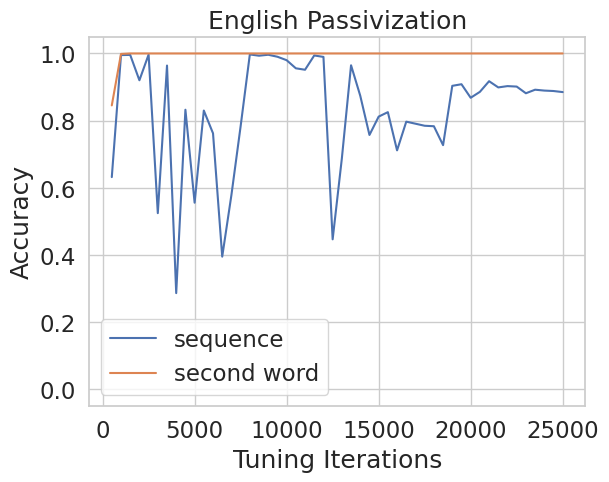 English Passivization
Accuracy
1.0
0.8
0.6
0.4
0.2
0.0
sequence
second word
0 5000 10000 15000 20000 25000
Tuning Iterations